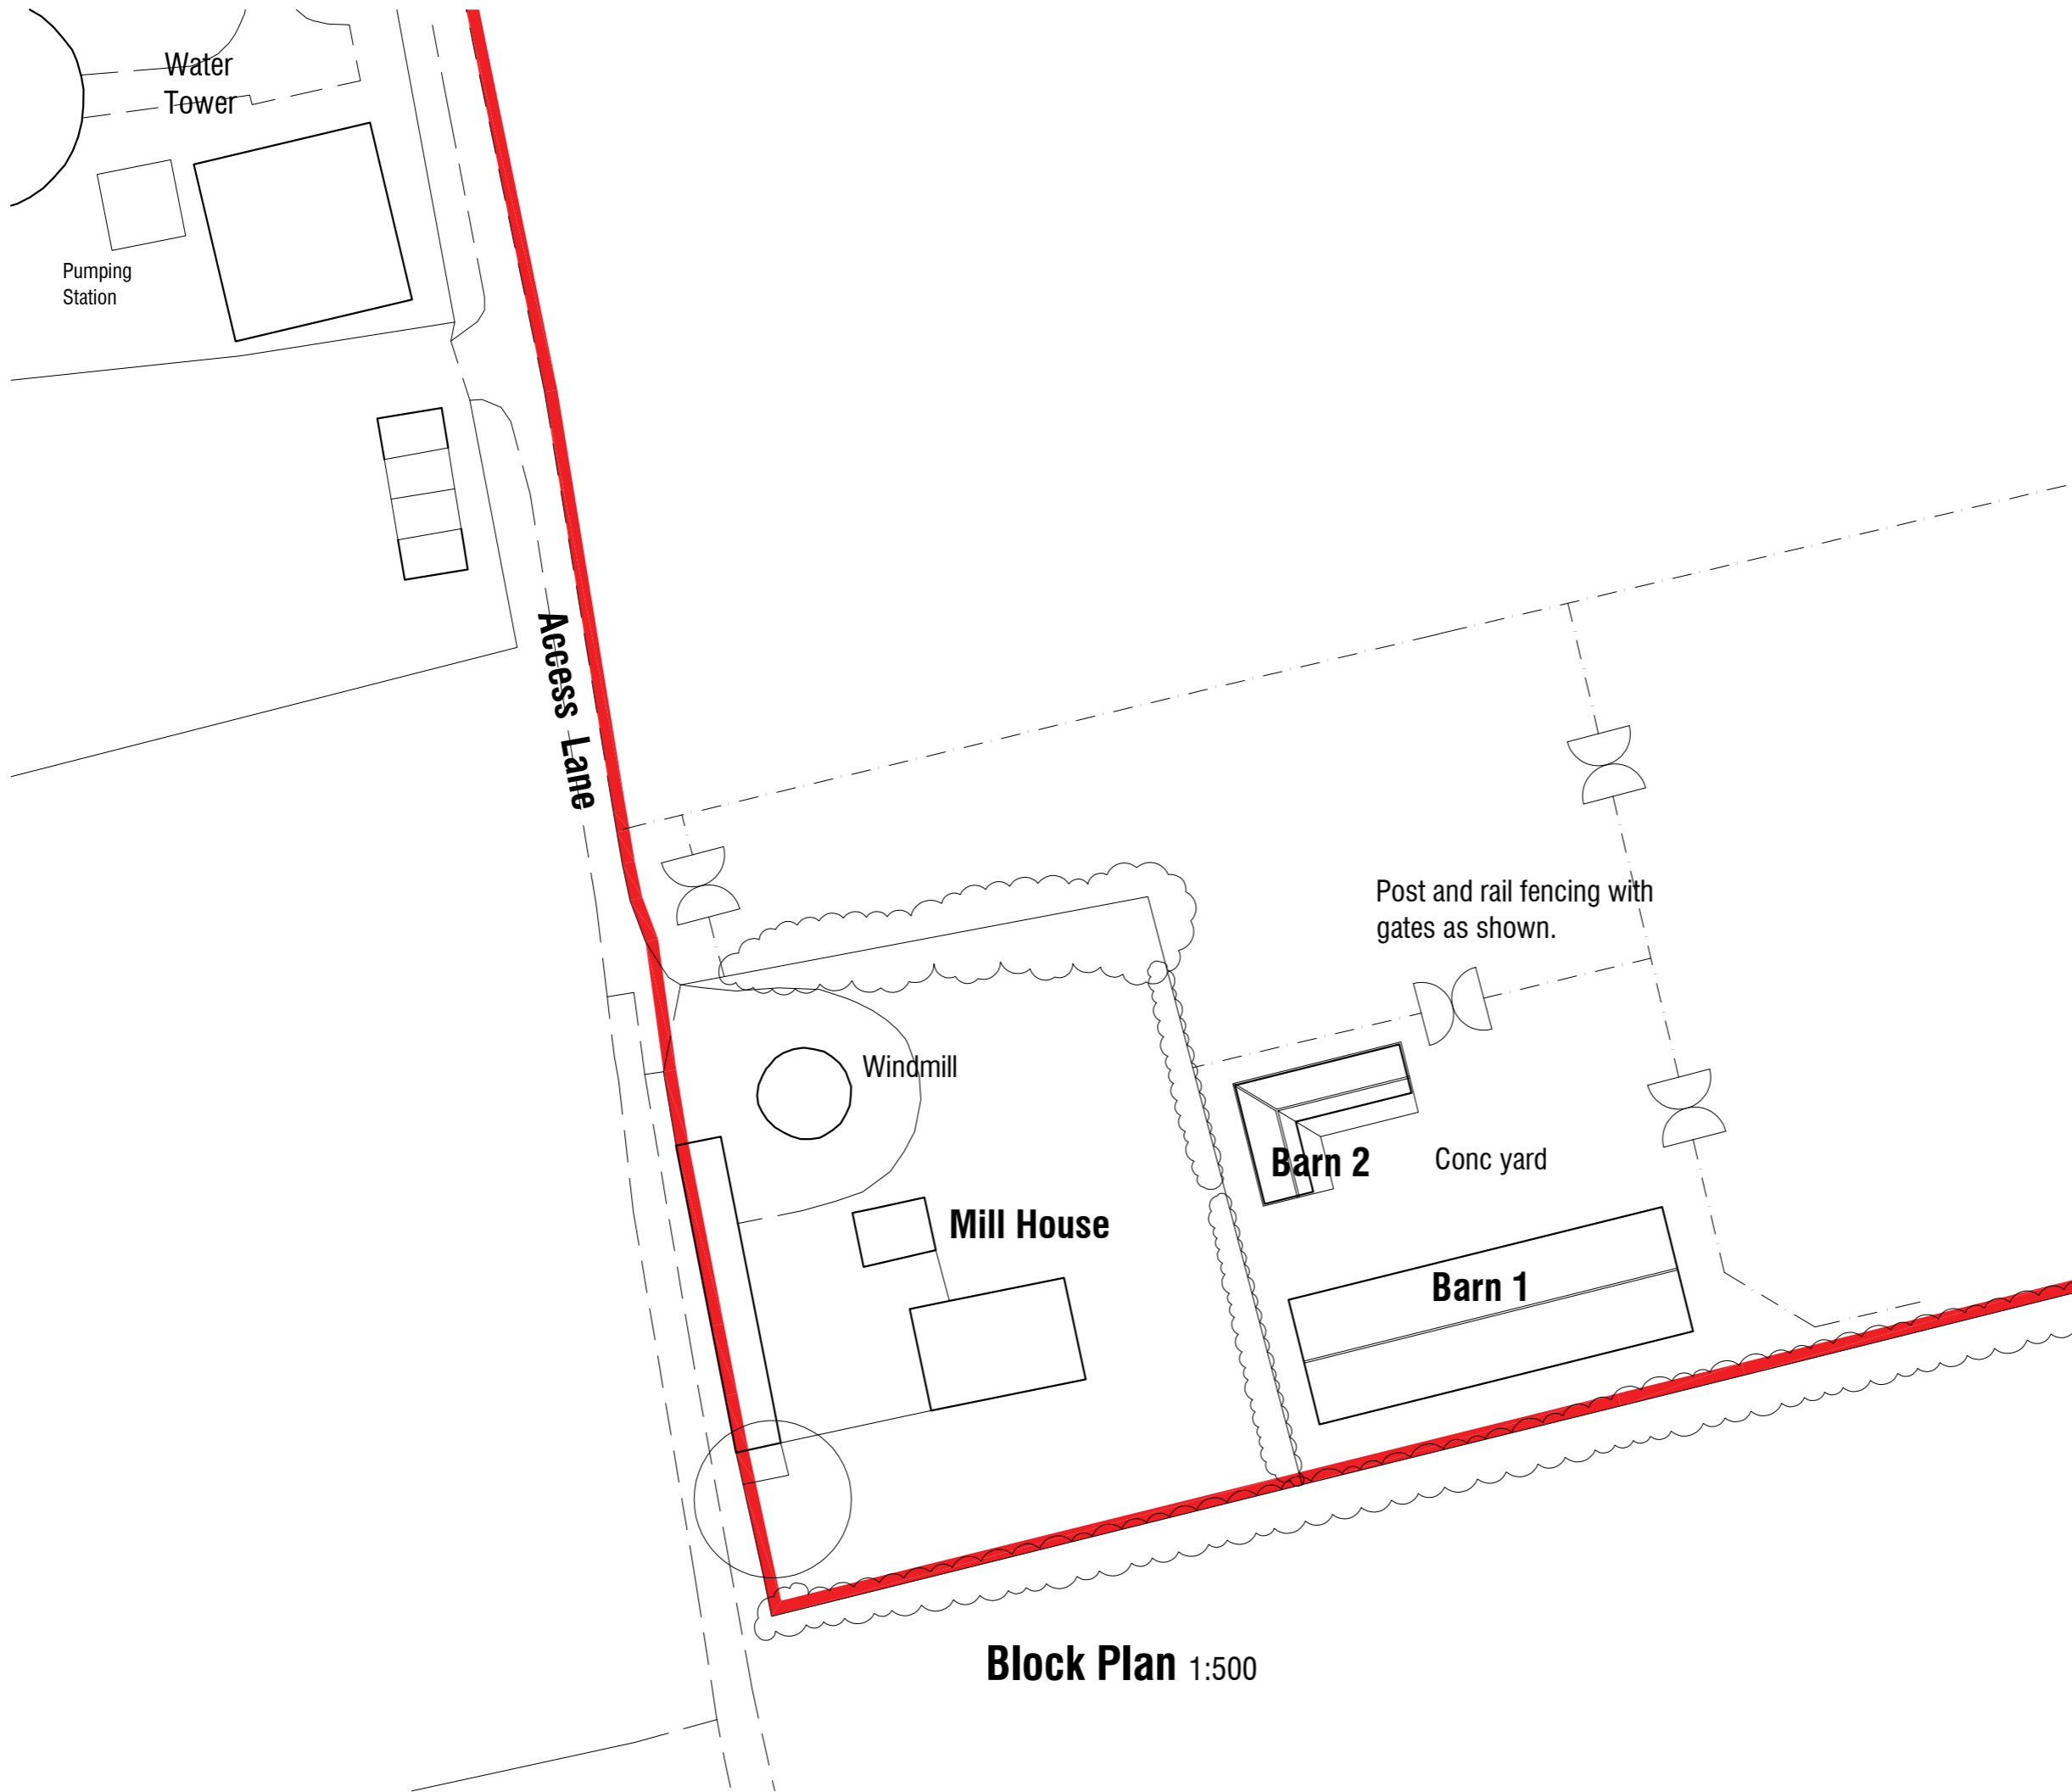 Water
Tower
Pumping
Station
Access Lane
Post and rail fencing with
gates as shown.
Windmill
Barn 2
Conc yard
Mill House
Barn 1
Block Plan 1:500